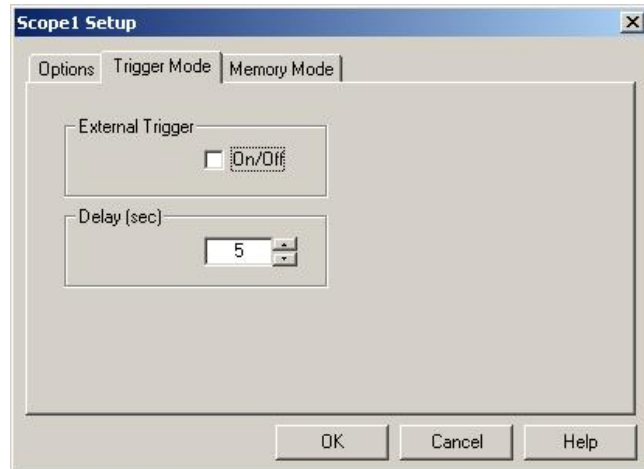 Scope1 Setup
Options Trigger Mode Memory Mode
External Trigger
On/Off
Delay (sec)
5
OK Cancel Help